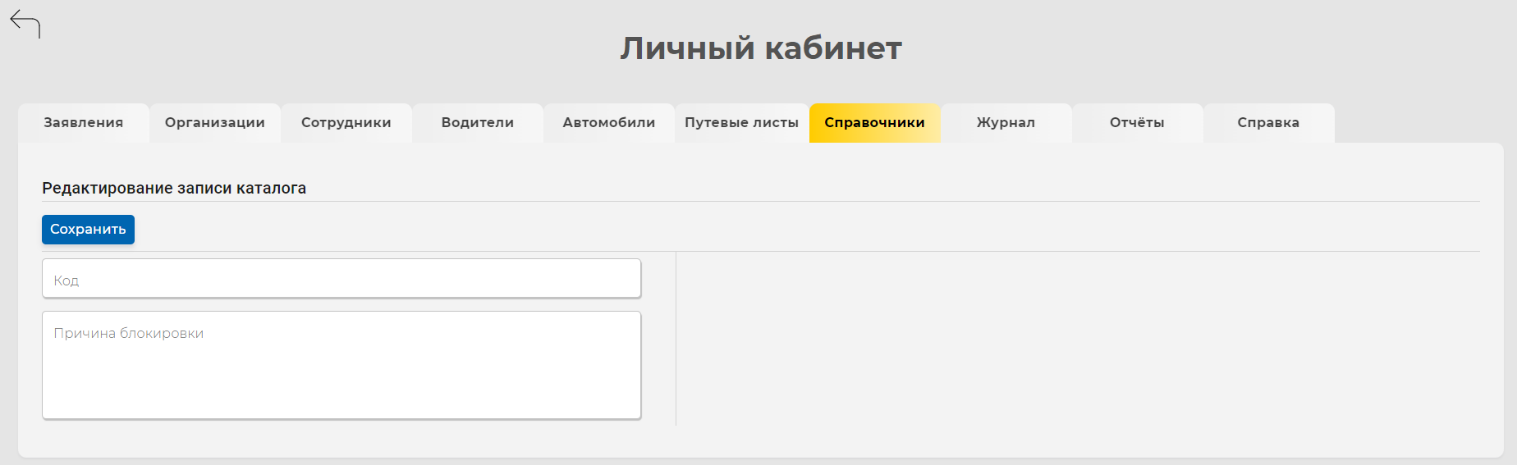 Личный кабинет
Заявления Организации Сотрудники Водители Автомобили Путевые листы Справочники Журнал Отчёты Справка
Редактирование записи каталога
Сохранить
Код
Причина блокировки